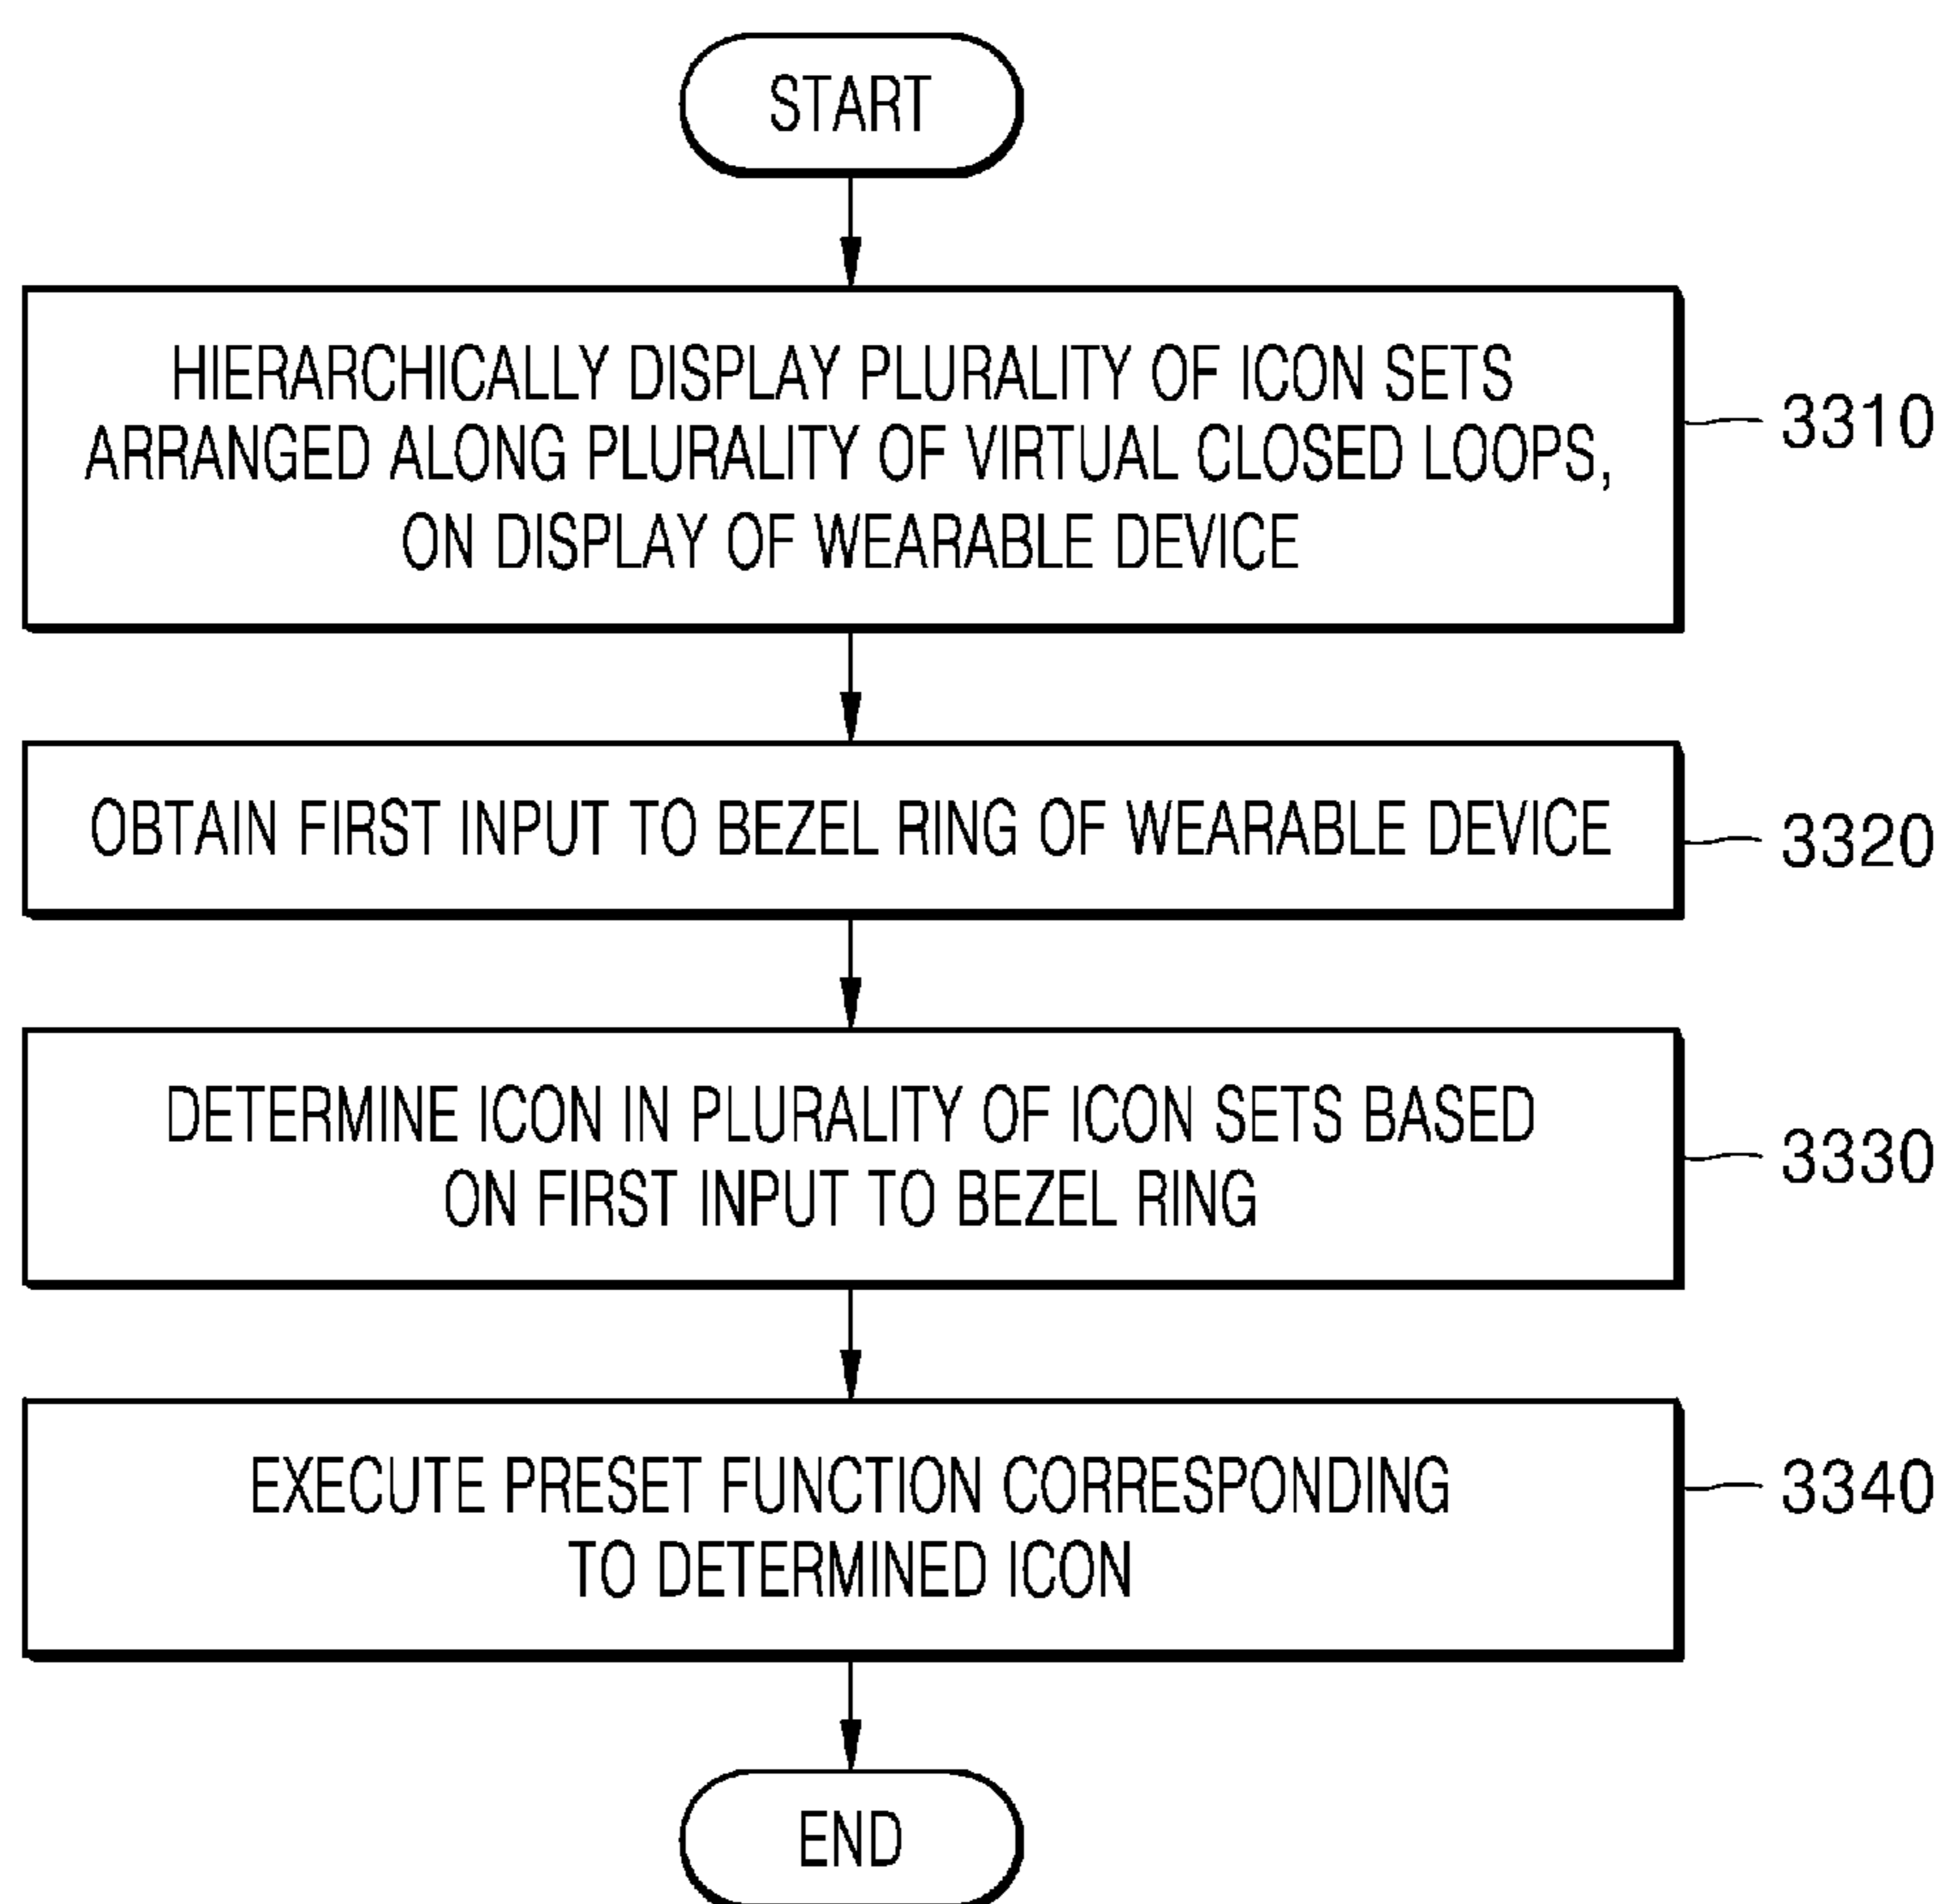 START
HIERARCHICALLY DISPLAY PLURALITY OF ICON SETS
ARRANGED ALONG PLURALITY OF VIRTUAL CLOSED LOOPS,
ON DISPLAY OF WEARABLE DEVICE
3310
OBTAIN FIRST INPUT TO BEZEL RING OF WEARABLE DEVICE
3320
DETERMINE ICON IN PLURALITY OF ICON SETS BASED
ON FIRST INPUT TO BEZEL RING
3330
EXECUTE PRESET FUNCTION CORRESPONDING
TO DETERMINED ICON
3340
END